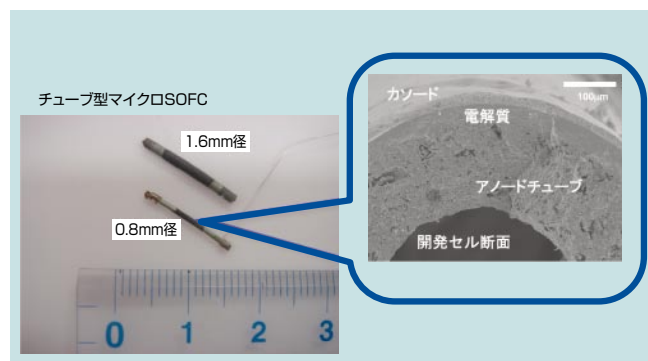 チューブ型マイクロSOFC
1.6mm径
0.8mm径
0 1 2 3
カソード
100μm
電解質
アノードチューブ
開発セル断面